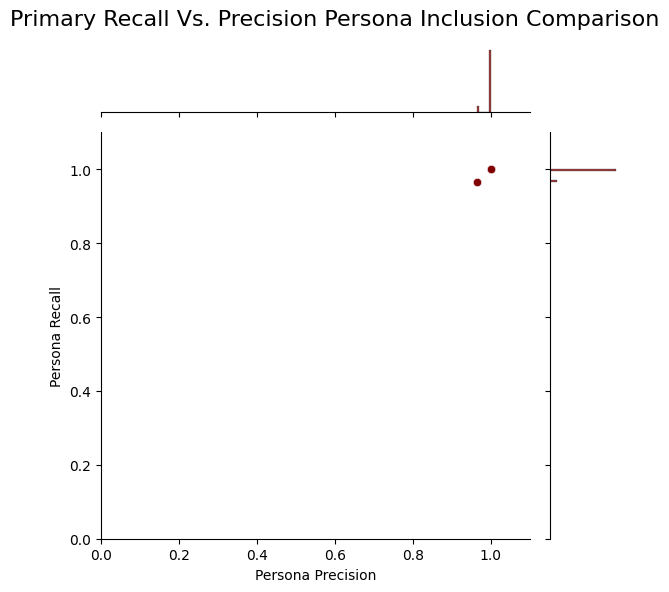 Primary Recall Vs. Precision Persona Inclusion Comparison
1.0
0.8
0.6
0.4
0.2
0.0
Persona Recall
0.0 0.2 0.4 0.6 0.8 1.0
Persona Precision